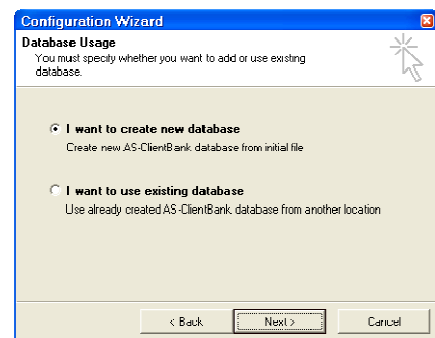 Configuration Wizard
Database Usage
You must specify whether you want to add or use existing
database.
I want to create new database
Create new AS-ClientBank database from initial file
I want to use existing database
Use already created AS-ClientBank database from another location
< Back
Next >
Cancel